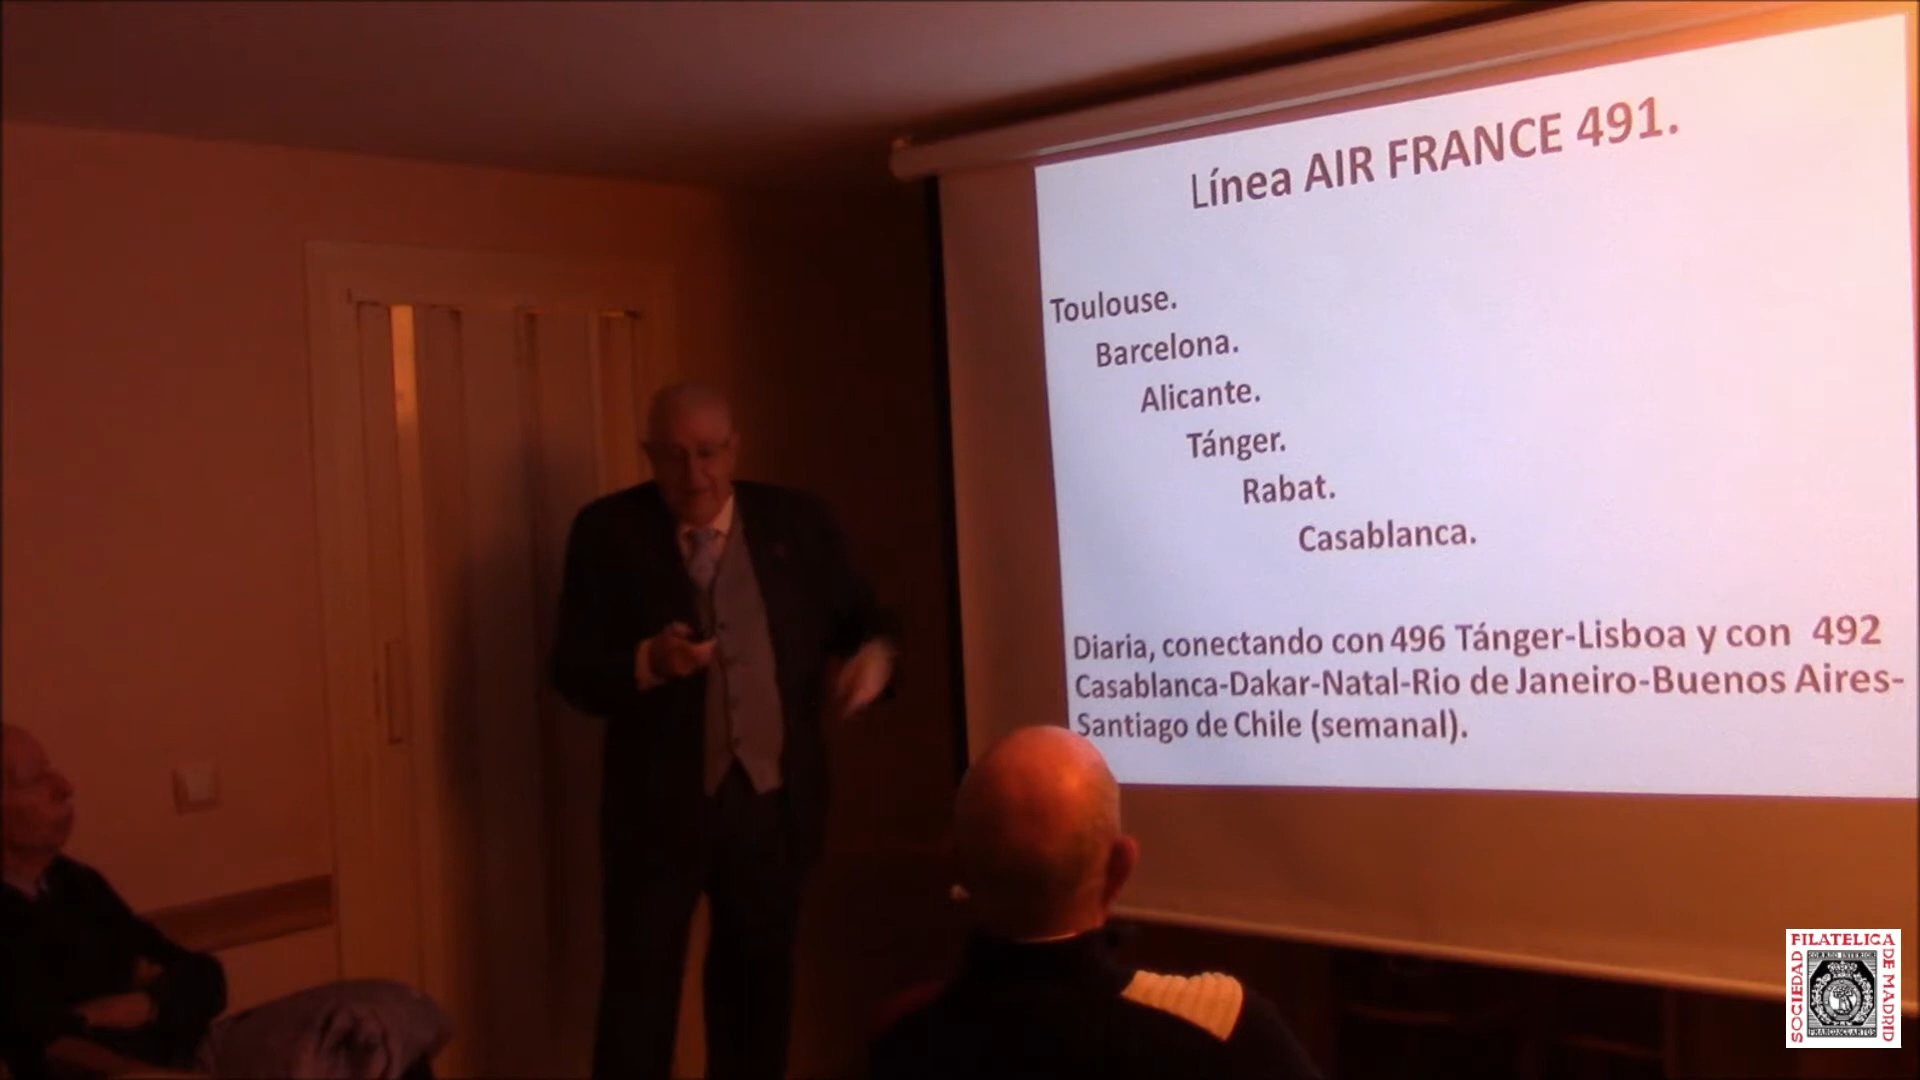 Línea AIR FRANCE 491.
Toulouse.
Barcelona.
Alicante.
Tánger.
Rabat.
Casablanca.
Diaria, conectando con 496 Tánger-Lisboa y con 492
Casablanca-Dakar-Natal-Rio de Janeiro-Buenos Aires-
Santiago de Chile (semanal).
SOCIEDAD FILATELICA DE MADRID